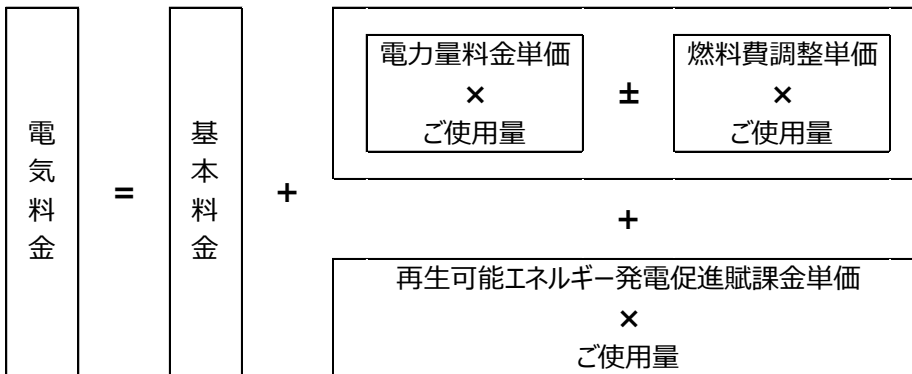 電気料金
=
基本料金
+
電力量料金単価
×
ご使用量
±
燃料費調整単価
×
ご使用量
+
再生可能エネルギー発電促進賦課金単価
×
ご使用量